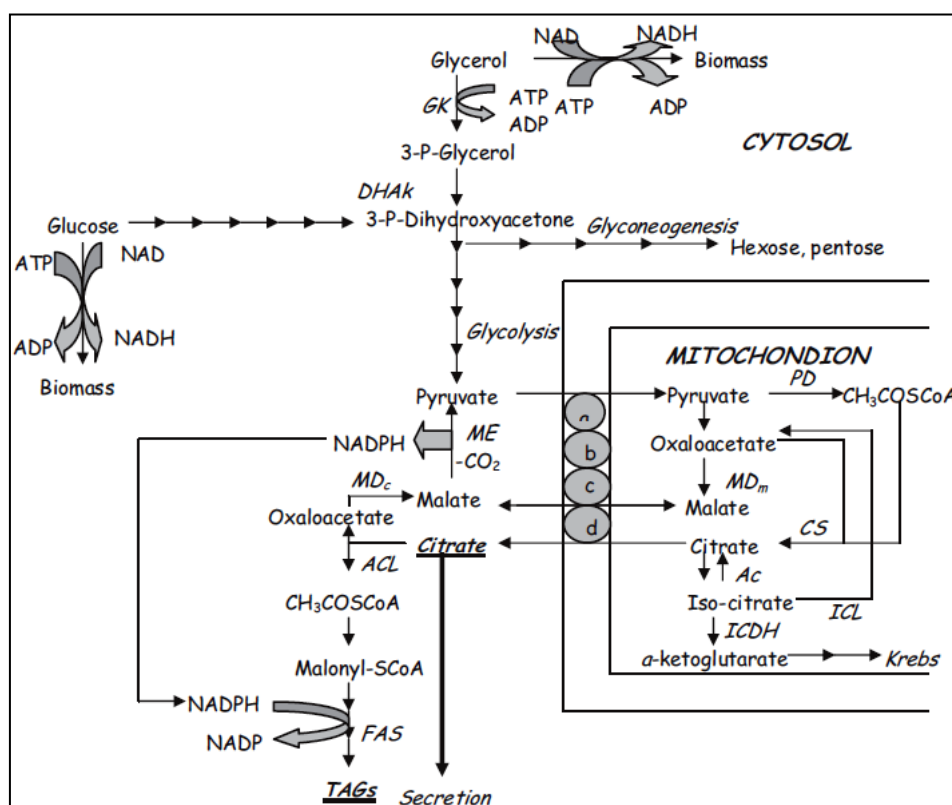 NAD NADH
Glycerol Biomass
GK ATP ATP ADP
ADP
CYTOSOL
3-P-Glycerol
DHAk
Glucose 3-P-Dihydroxyacetone Glyconeogenesis
ATP NAD Hexose, pentose
ADP NADH Glycolysis MITOCHONDION
Biomass PD
Pyruvate Pyruvate CH₃COSCoA
a
NADPH ME Oxaloacetate
-CO₂ b
MDc c MDm
Malate Malate
Oxaloacetate d CS
Citrate Citrate
ACL Ac
CH₃COSCoA Iso-citrate ICL
ICDH
Malonyl-SCoA α-ketoglutarate Krebs
NADPH
NADP FAS
TAGs Secretion